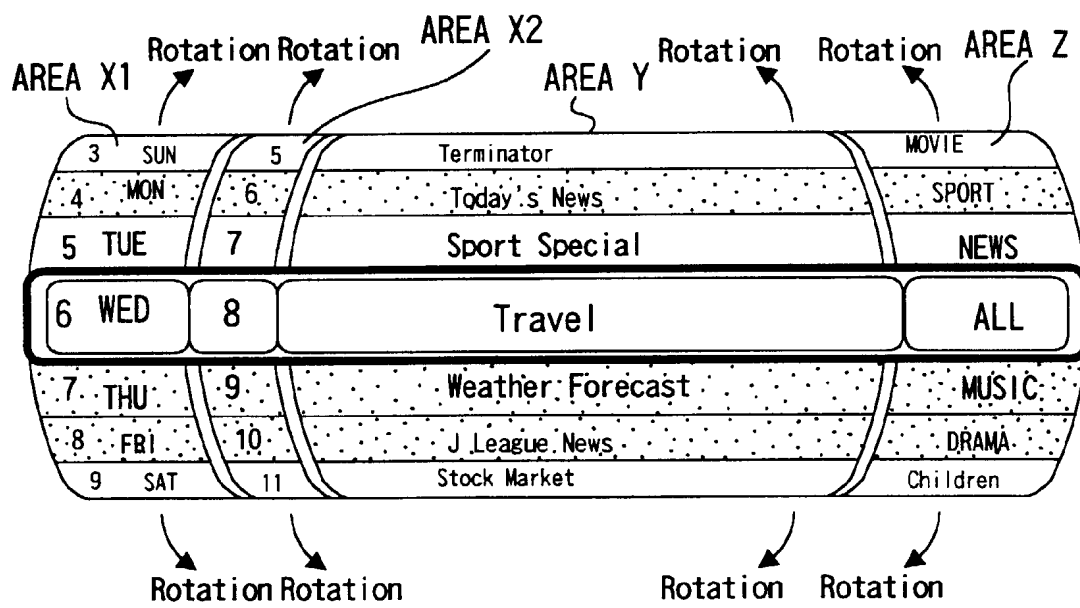 AREA X1 Rotation Rotation AREA X2 AREA Y Rotation Rotation AREA Z
3 SUN 5 Terminator MOVIE
4 MON 6 Today's News SPORT
5 TUE 7 Sport Special NEWS
6 WED 8 Travel ALL
7 THU 9 Weather Forecast MUSIC
8 FRI 10 J League News DRAMA
9 SAT 11 Stock Market Children
Rotation Rotation Rotation Rotation